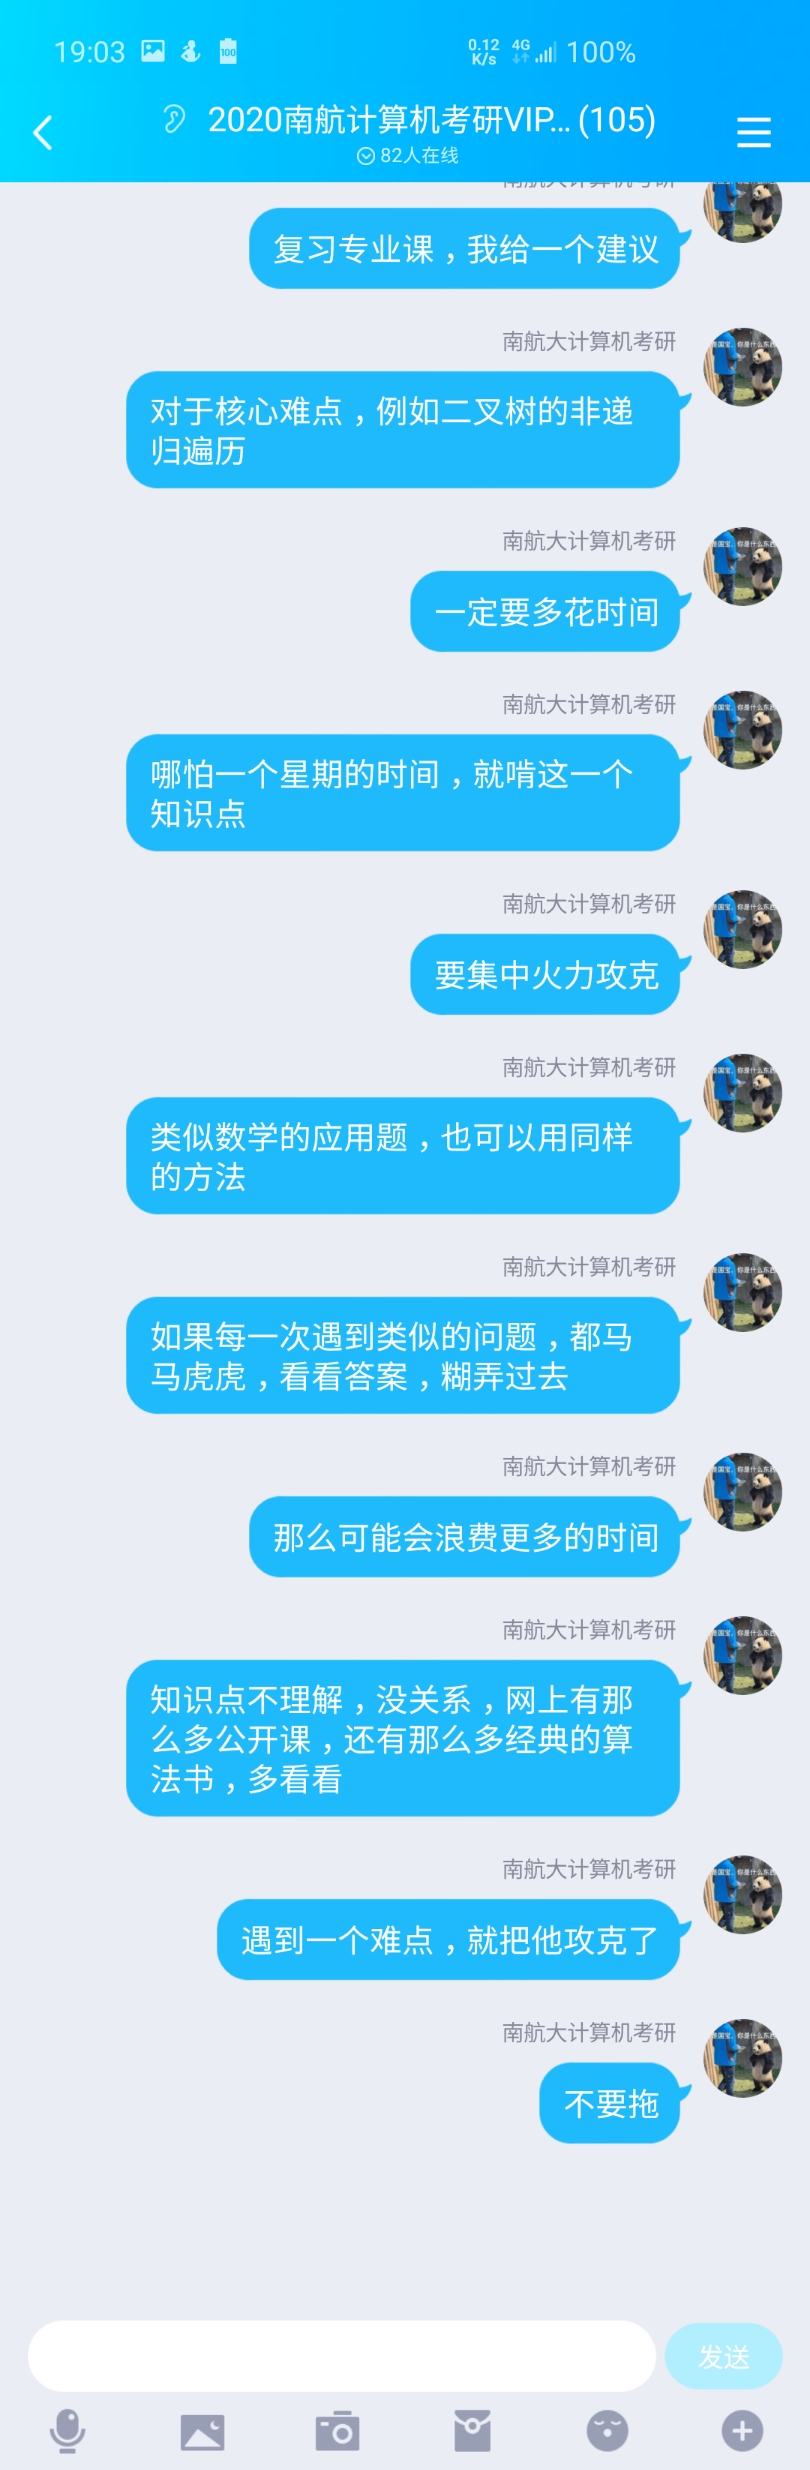 19:03
100
0.12
K/s
4G
100%
2020南航计算机考研VIP... (105)
82人在线
南航大计算机考研
复习专业课，我给一个建议
南航大计算机考研
对于核心难点，例如二叉树的非递
归遍历
南航大计算机考研
一定要多花时间
南航大计算机考研
哪怕一个星期的时间，就啃这一个
知识点
南航大计算机考研
要集中火力攻克
南航大计算机考研
类似数学的应用题，也可以用同样
的方法
南航大计算机考研
如果每一次遇到类似的问题，都马
马虎虎，看看答案，糊弄过去
南航大计算机考研
那么可能会浪费更多的时间
南航大计算机考研
知识点不理解，没关系，网上有那
么多公开课，还有那么多经典的算
法书，多看看
南航大计算机考研
遇到一个难点，就把他攻克了
南航大计算机考研
不要拖
发送